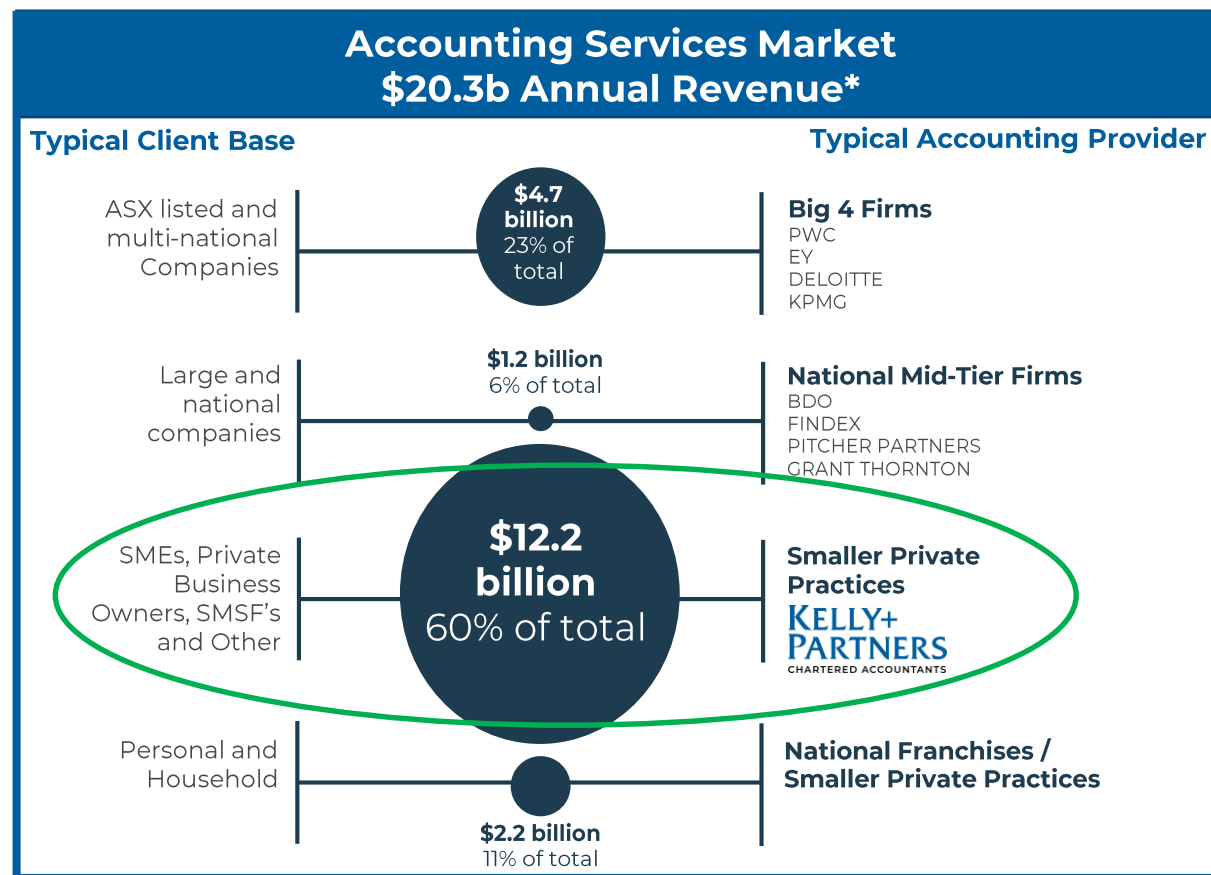 Accounting Services Market
$20.3b Annual Revenue*
Typical Client Base
Typical Accounting Provider
ASX listed and
multi-national
Companies
$4.7
billion
23% of
total
Big 4 Firms
PWC
EY
DELOITTE
KPMG
Large and
national
companies
$1.2 billion
6% of total
National Mid-Tier Firms
BDO
FINDEX
PITCHER PARTNERS
GRANT THORNTON
SMEs, Private
Business
Owners, SMSF's
and Other
$12.2
billion
60% of total
Smaller Private
Practices
KELLY+
PARTNERS
CHARTERED ACCOUNTANTS
Personal and
Household
$2.2 billion
11% of total
National Franchises /
Smaller Private Practices